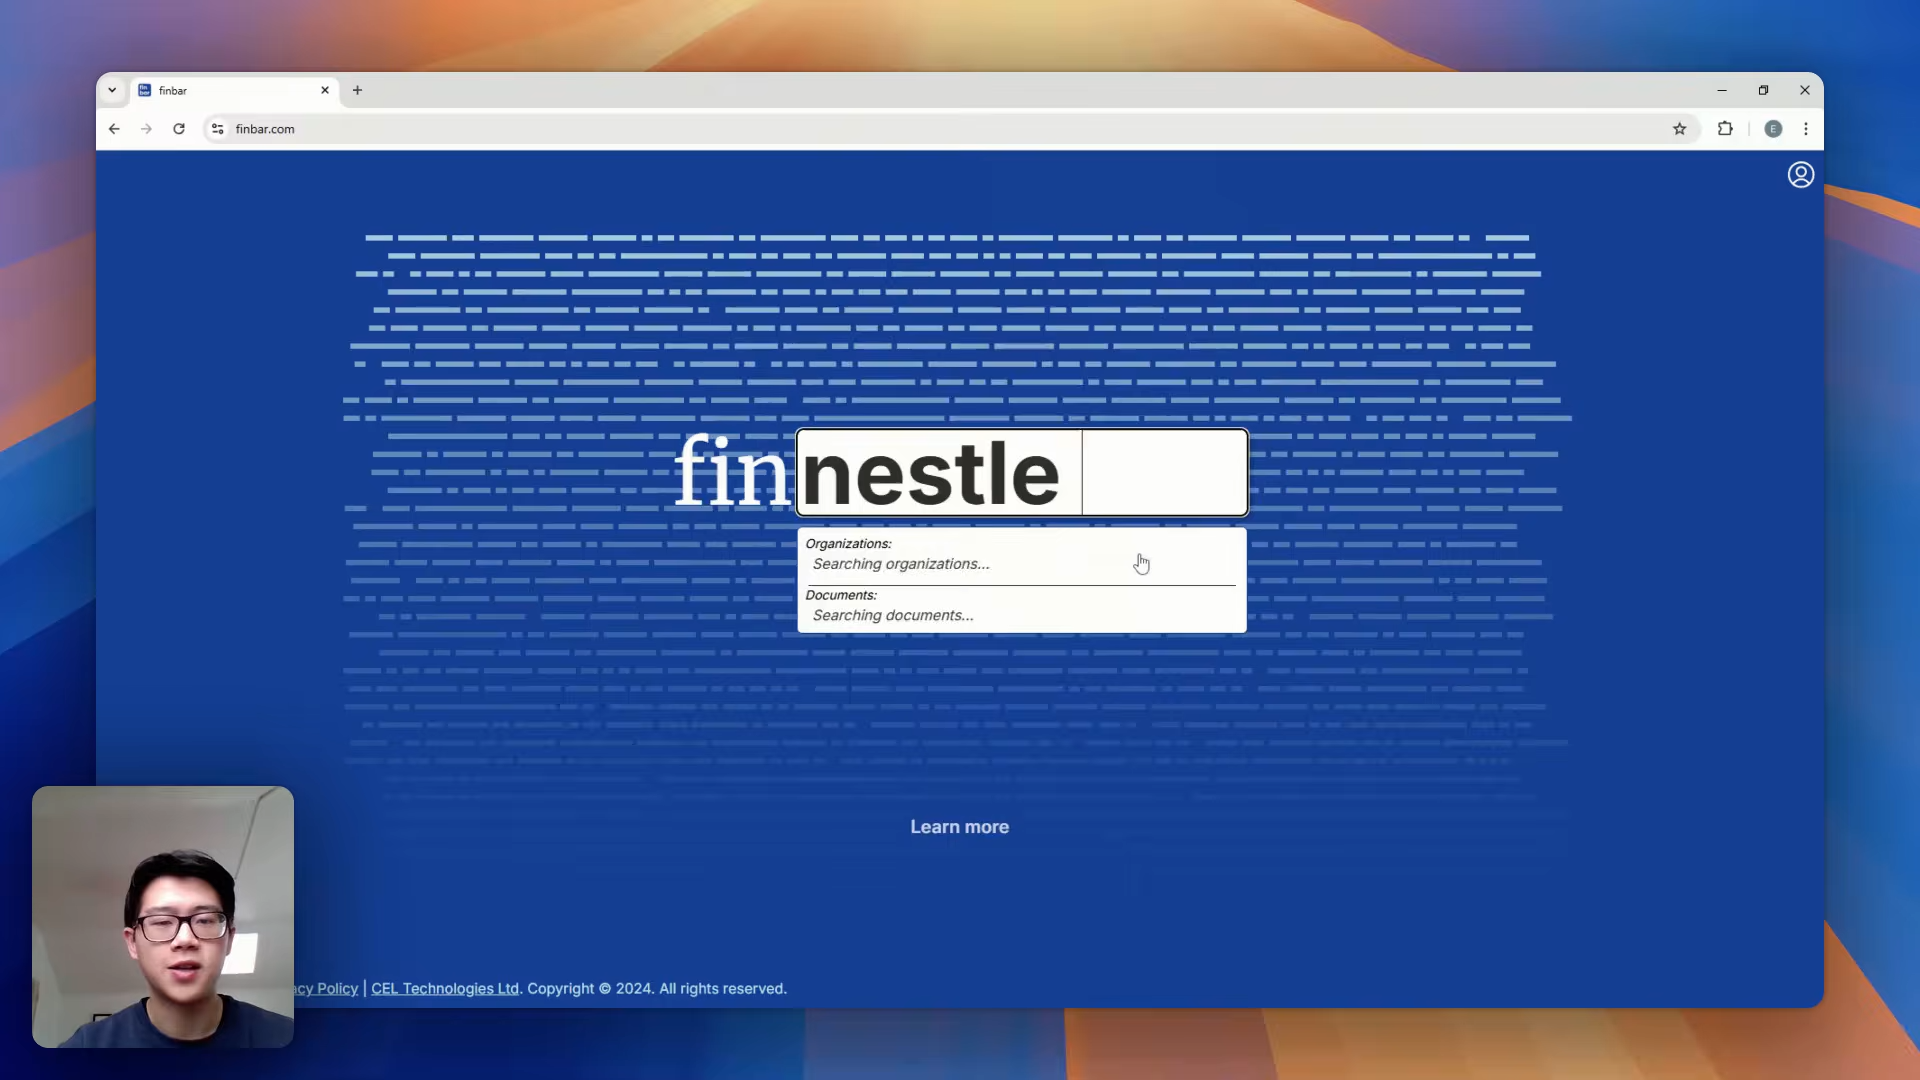 finbar
finbar.com
E
fin nestle
Organizations:
Searching organizations...
Documents:
Searching documents...
Learn more
acy Policy | CEL Technologies Ltd. Copyright © 2024. All rights reserved.